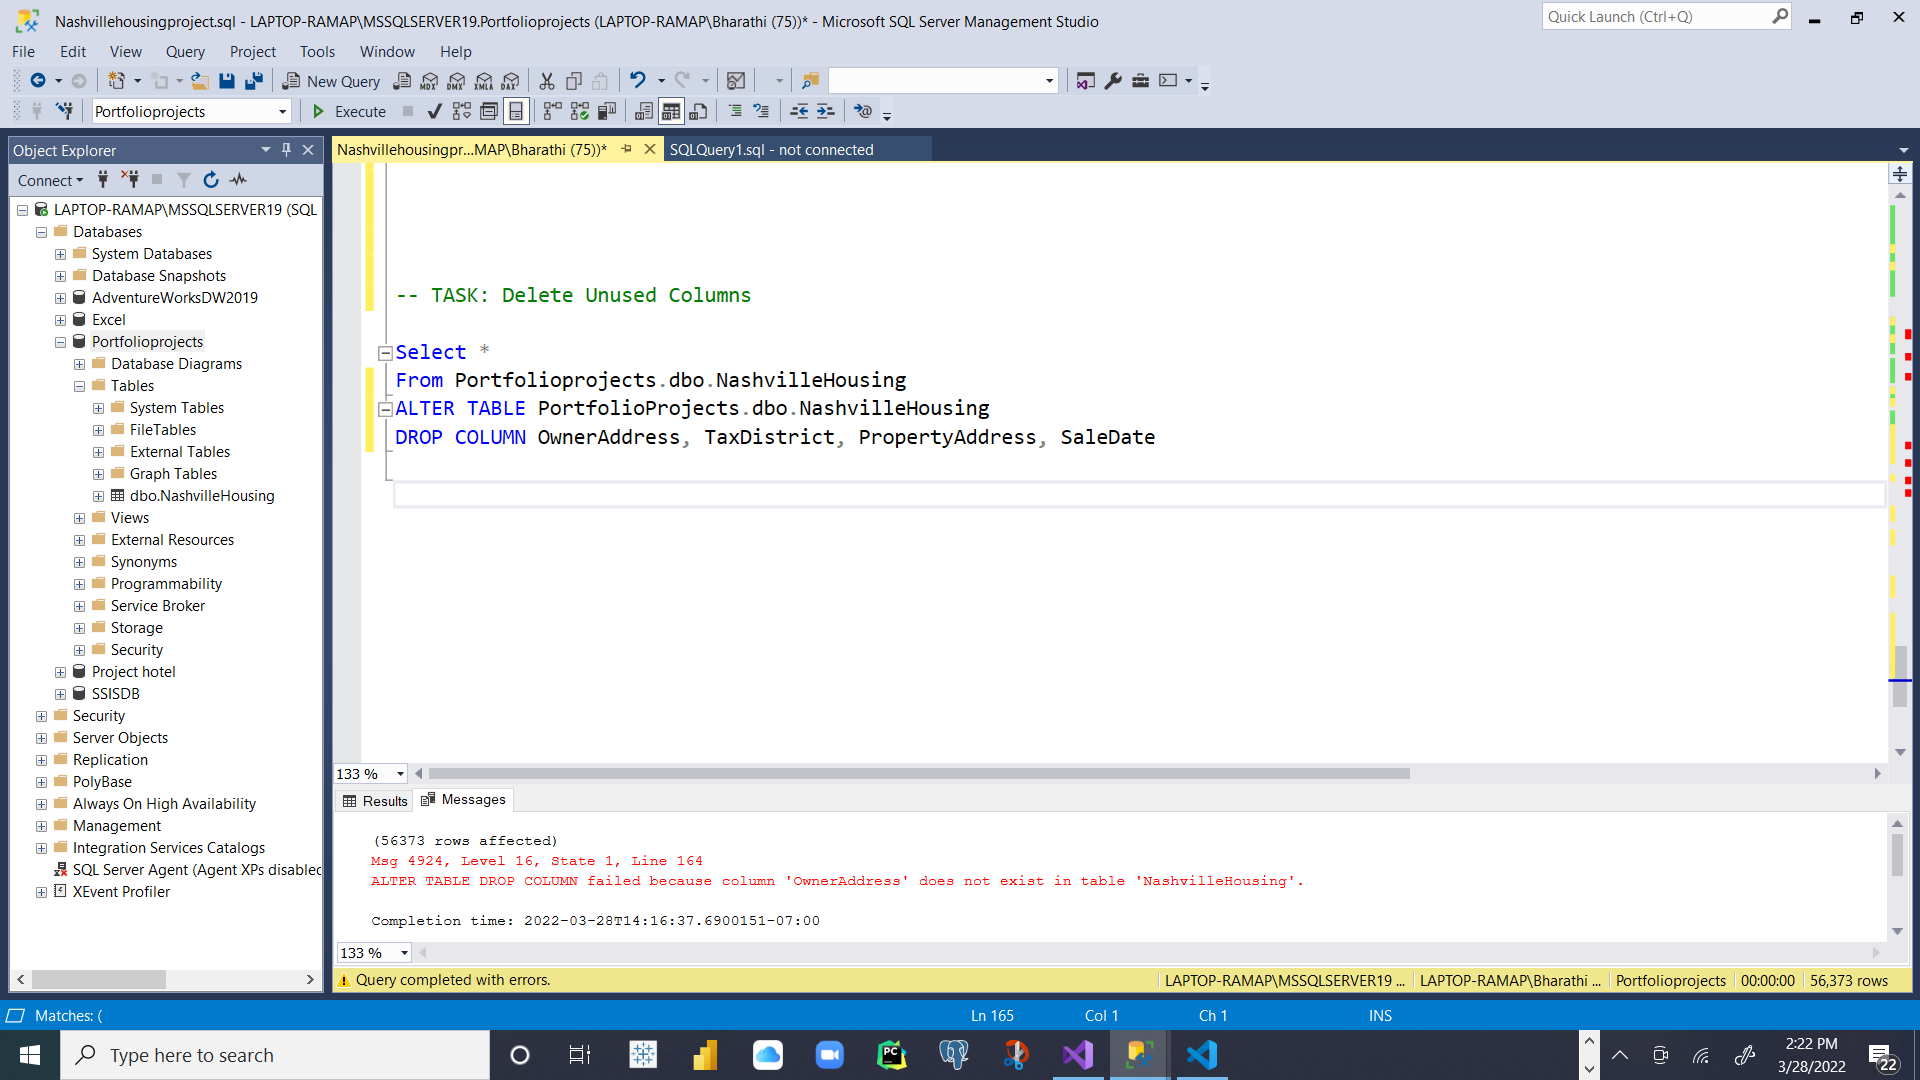 Nashvillehousingproject.sql - LAPTOP-RAMAP\MSSQLSERVER19.Portfolioprojects (LAPTOP-RAMAP\Bharathi (75))* - Microsoft SQL Server Management Studio
Quick Launch (Ctrl+Q)
File Edit View Query Project Tools Window Help
New Query MDX DMX XMLA DAX
Portfolioprojects Execute
Object Explorer
Nashvillehousingpr...MAP\Bharathi (75))* SQLQuery1.sql - not connected
Connect
LAPTOP-RAMAP\MSSQLSERVER19 (SQL
Databases
System Databases
Database Snapshots
AdventureWorksDW2019
Excel
Portfolioprojects
Database Diagrams
Tables
System Tables
FileTables
External Tables
Graph Tables
dbo.NashvilleHousing
Views
External Resources
Synonyms
Programmability
Service Broker
Storage
Security
Project hotel
SSISDB
Security
Server Objects
Replication
PolyBase
Always On High Availability
Management
Integration Services Catalogs
SQL Server Agent (Agent XPs disabled
XEvent Profiler
-- TASK: Delete Unused Columns
Select *
From Portfolioprojects.dbo.NashvilleHousing
ALTER TABLE PortfolioProjects.dbo.NashvilleHousing
DROP COLUMN OwnerAddress, TaxDistrict, PropertyAddress, SaleDate
133 %
Results Messages
(56373 rows affected)
Msg 4924, Level 16, State 1, Line 164
ALTER TABLE DROP COLUMN failed because column 'OwnerAddress' does not exist in table 'NashvilleHousing'.
Completion time: 2022-03-28T14:16:37.6900151-07:00
133 %
Query completed with errors. LAPTOP-RAMAP\MSSQLSERVER19 ... LAPTOP-RAMAP\Bharathi ... Portfolioprojects 00:00:00 56,373 rows
Matches: ( Ln 165 Col 1 Ch 1 INS
Type here to search
PC
2:22 PM
3/28/2022
22